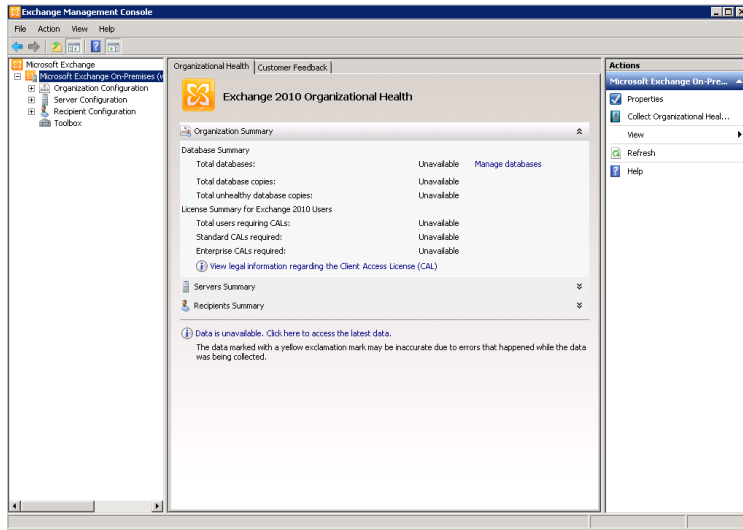 Exchange Management Console
File Action View Help
Microsoft Exchange
Microsoft Exchange On-Premises (w
Organization Configuration
Server Configuration
Recipient Configuration
Toolbox
Organizational Health Customer Feedback
Exchange 2010 Organizational Health
Organization Summary
Database Summary
Total databases: Unavailable Manage databases
Total database copies: Unavailable
Total unhealthy database copies: Unavailable
License Summary for Exchange 2010 Users
Total users requiring CALs: Unavailable
Standard CALs required: Unavailable
Enterprise CALs required: Unavailable
View legal information regarding the Client Access License (CAL)
Servers Summary
Recipients Summary
Data is unavailable. Click here to access the latest data.
The data marked with a yellow exclamation mark may be inaccurate due to errors that happened while the data
was being collected.
Actions
Microsoft Exchange On-Pre...
Properties
Collect Organizational Heal...
View
Refresh
Help